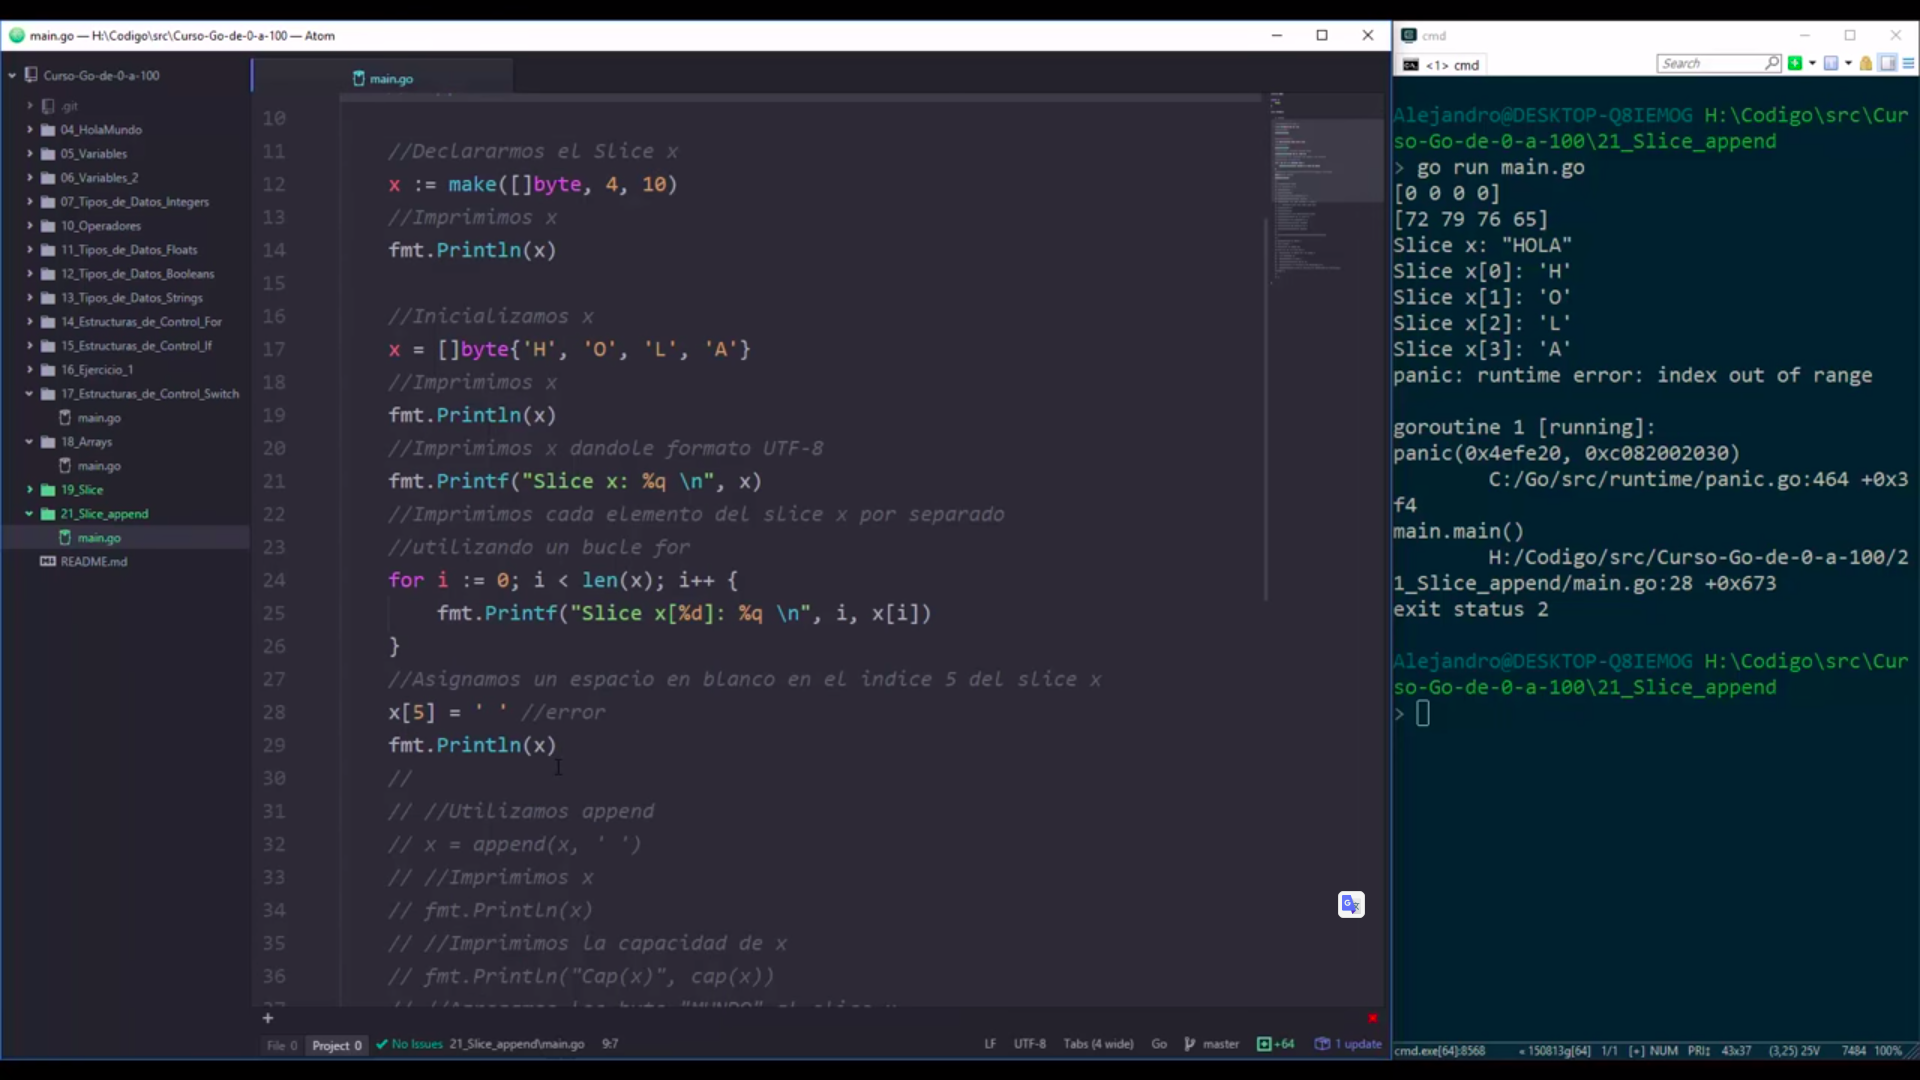 main.go — H:\Codigo\src\Curso-Go-de-0-a-100 — Atom
Curso-Go-de-0-a-100
.git
04_HolaMundo
05_Variables
06_Variables_2
07_Tipos_de_Datos_Integers
10_Operadores
11_Tipos_de_Datos_Floats
12_Tipos_de_Datos_Booleans
13_Tipos_de_Datos_Strings
14_Estructuras_de_Control_For
15_Estructuras_de_Control_If
16_Ejercicio_1
17_Estructuras_de_Control_Switch
main.go
18_Arrays
main.go
19_Slice
21_Slice_append
main.go
README.md
main.go
10
11 //Declararmos el Slice x
12 x := make([]byte, 4, 10)
13 //Imprimimos x
14 fmt.Println(x)
15
16 //Inicializamos x
17 x = []byte{'H', 'O', 'L', 'A'}
18 //Imprimimos x
19 fmt.Println(x)
20 //Imprimimos x dandole formato UTF-8
21 fmt.Printf("Slice x: %q \n", x)
22 //Imprimimos cada elemento del slice x por separado
23 //utilizando un bucle for
24 for i := 0; i < len(x); i++ {
25 fmt.Printf("Slice x[%d]: %q \n", i, x[i])
26 }
27 //Asignamos un espacio en blanco en el indice 5 del slice x
28 x[5] = ' ' //error
29 fmt.Println(x)
30 //
31 // //Utilizamos append
32 // x = append(x, ' ')
33 // //Imprimimos x
34 // fmt.Println(x)
35 // //Imprimimos la capacidad de x
36 // fmt.Println("Cap(x)", cap(x))
File 0 Project 0 No Issues 21_Slice_append\main.go 9:7 LF UTF-8 Tabs (4 wide) Go master +64 1 update
cmd
<1> cmd Search
Alejandro@DESKTOP-Q8IEMOG H:\Codigo\src\Cur
so-Go-de-0-a-100\21_Slice_append
> go run main.go
[0 0 0 0]
[72 79 76 65]
Slice x: "HOLA"
Slice x[0]: 'H'
Slice x[1]: 'O'
Slice x[2]: 'L'
Slice x[3]: 'A'
panic: runtime error: index out of range
goroutine 1 [running]:
panic(0x4efe20, 0xc082002030)
C:/Go/src/runtime/panic.go:464 +0x3
f4
main.main()
H:/Codigo/src/Curso-Go-de-0-a-100/2
1_Slice_append/main.go:28 +0x673
exit status 2
Alejandro@DESKTOP-Q8IEMOG H:\Codigo\src\Cur
so-Go-de-0-a-100\21_Slice_append
>
cmd.exe[64]:8568 « 150813g[64] 1/1 [+] NUM PRI: 43x37 (3,25) 25V 7484 100%